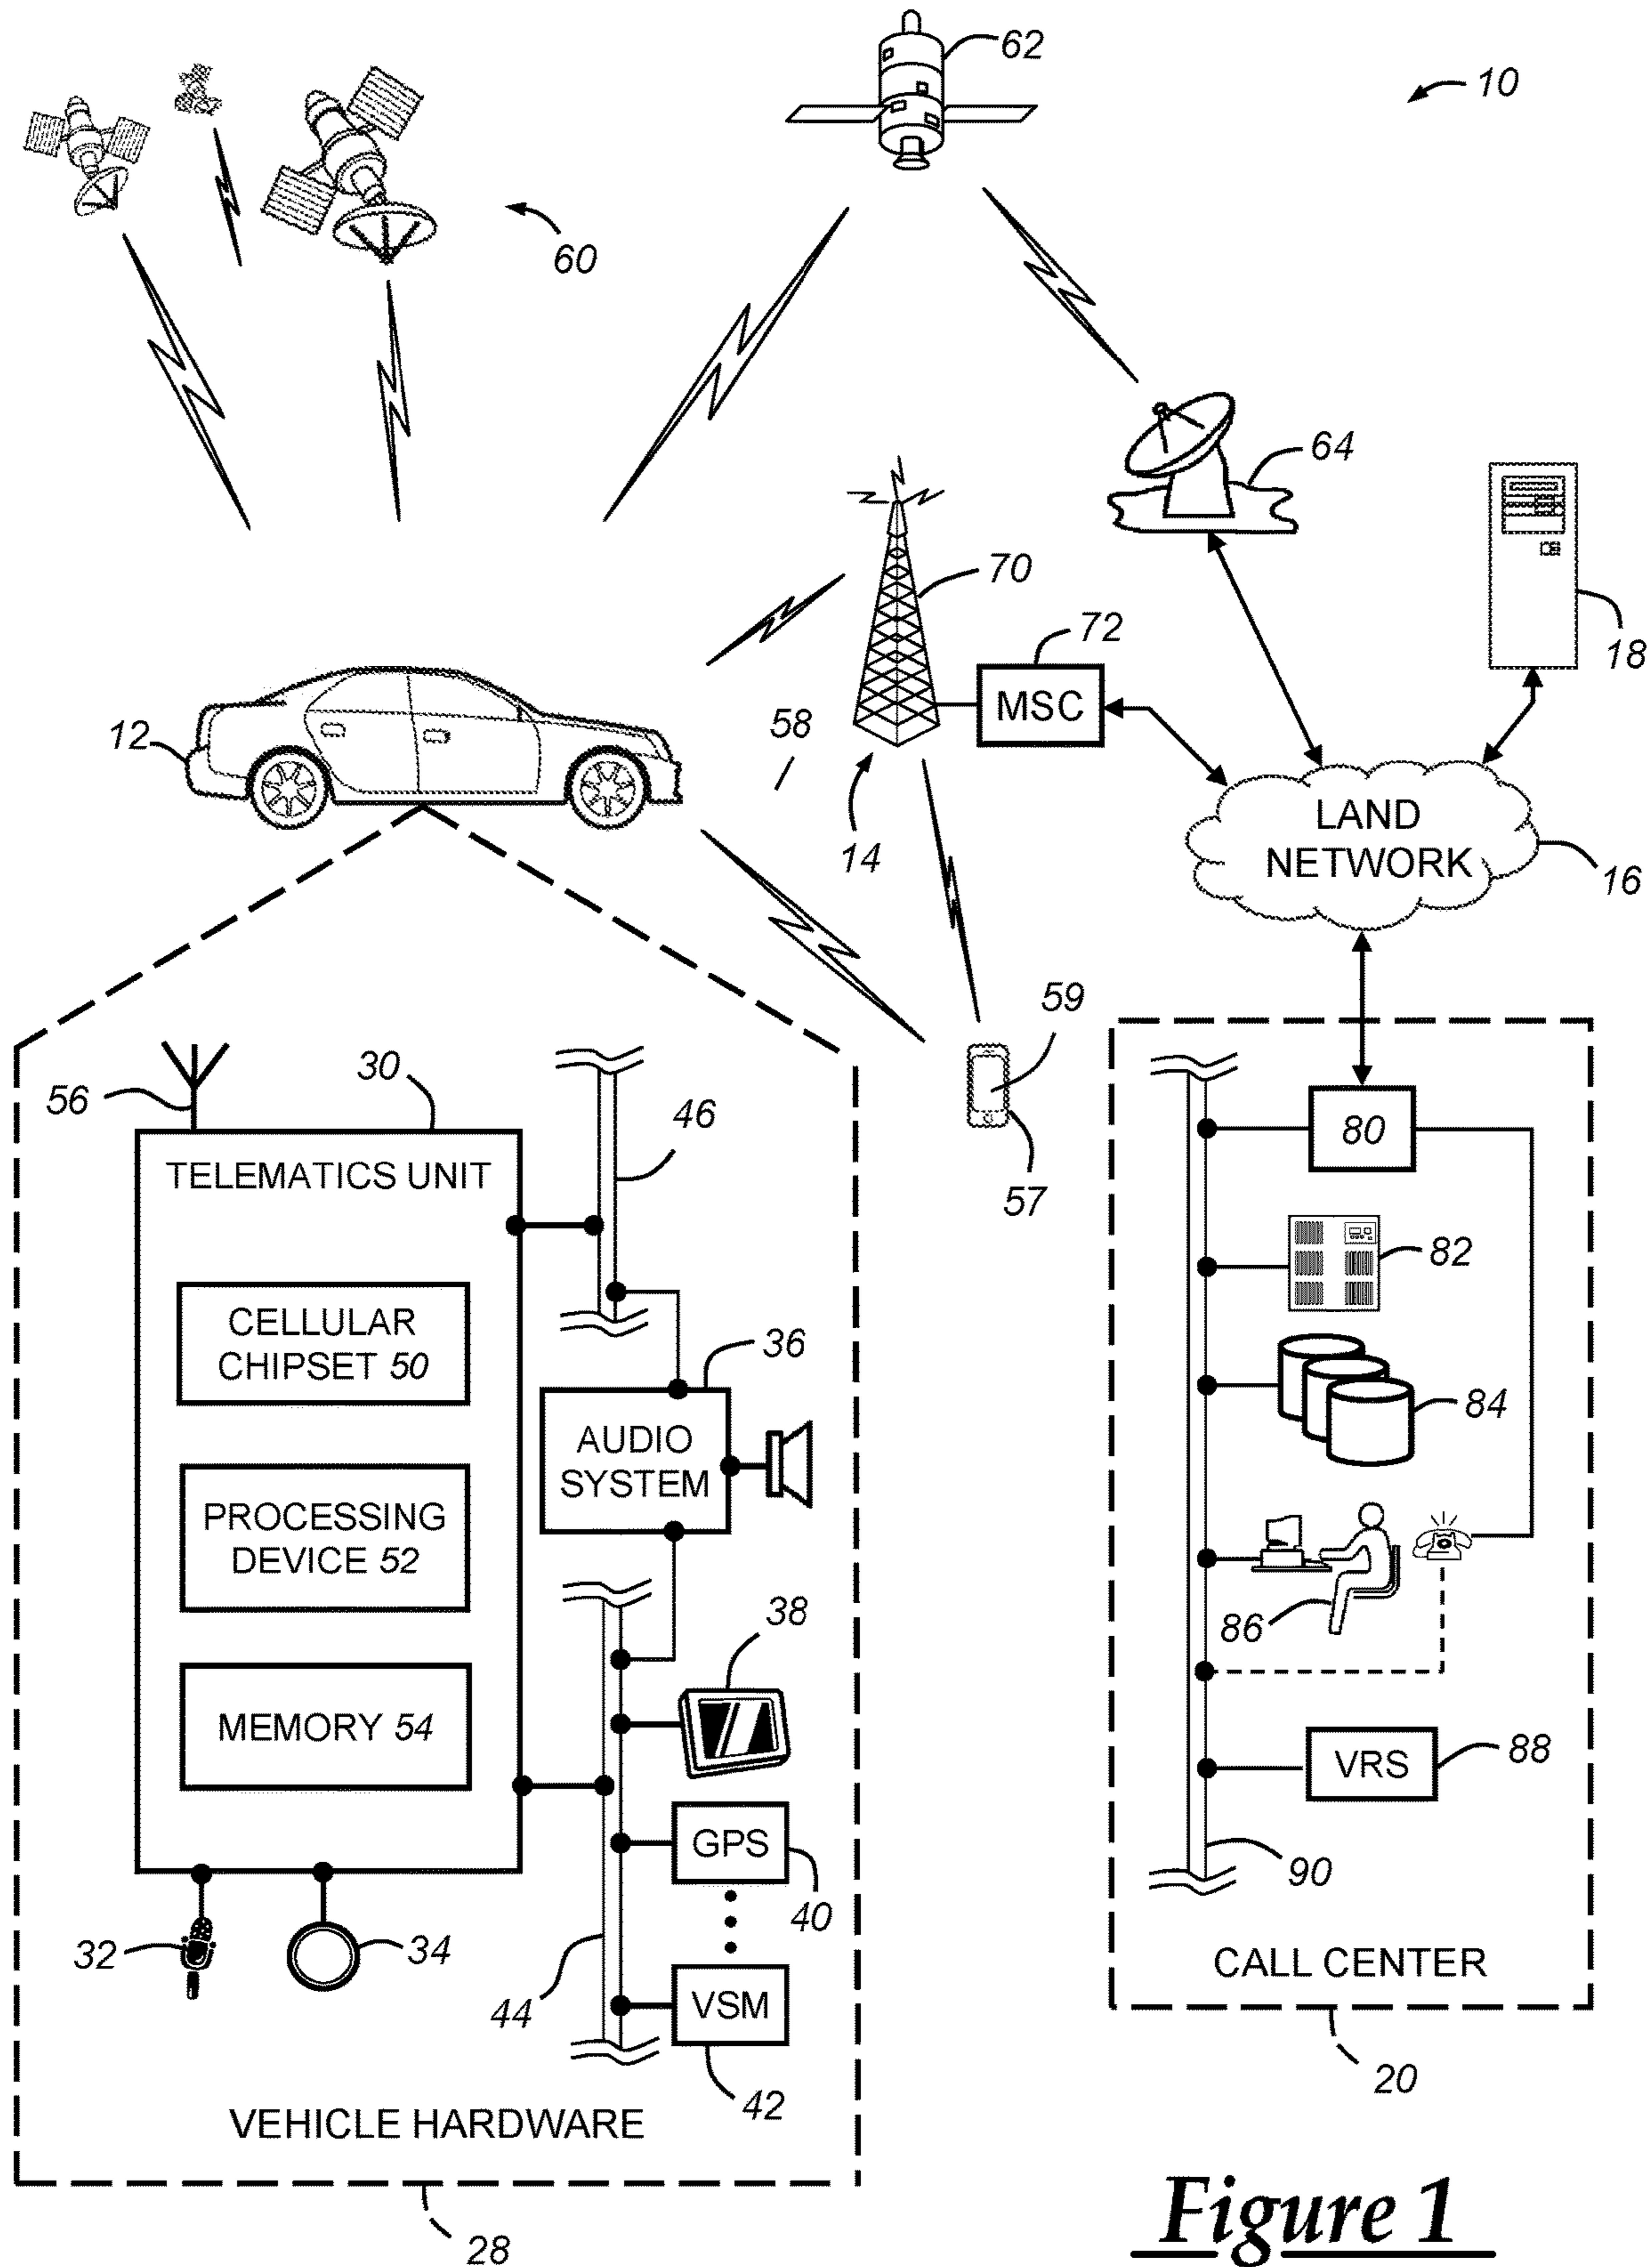 62
10
60
64
70
18
72
MSC
58
12
LAND
NETWORK
14
16
59
30
56
46
80
57
TELEMATICS UNIT
82
CELLULAR
CHIPSET 50
36
84
AUDIO
SYSTEM
PROCESSING
DEVICE 52
38
86
MEMORY 54
VRS
88
GPS
90
40
32
34
CALL CENTER
44
VSM
20
42
VEHICLE HARDWARE
28
Figure 1